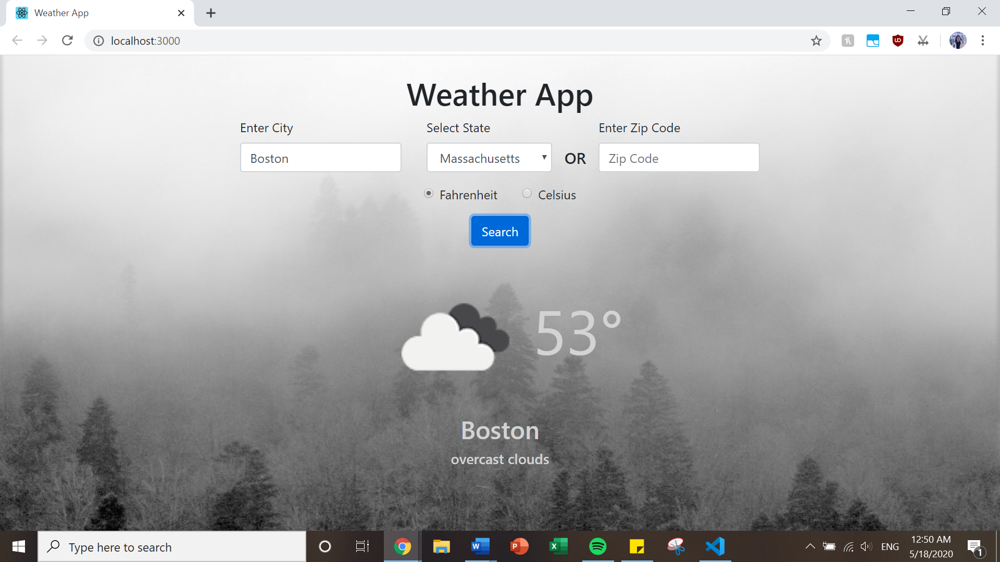 Weather App
localhost:3000
Weather App
Enter City
Select State
Enter Zip Code
Boston
Massachusetts
OR
Zip Code
Fahrenheit
Celsius
Search
53°
Boston
overcast clouds
Type here to search
ENG
12:50 AM
5/18/2020
1